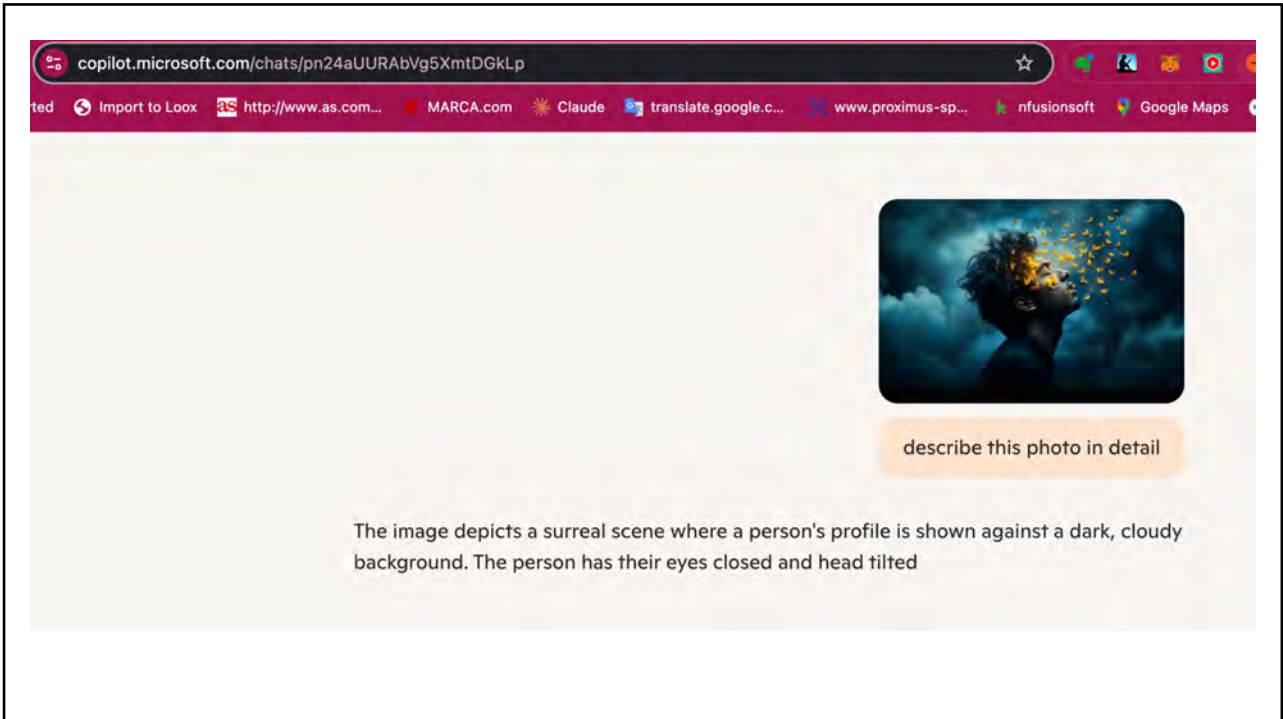 copilot.microsoft.com/chats/pn24aUURAbVg5XmtDGkLp
rted Import to Loox as http://www.as.com... MARCA.com Claude translate.google.c... www.proximus-sp... nfusionsoft Google Maps
describe this photo in detail
The image depicts a surreal scene where a person's profile is shown against a dark, cloudy
background. The person has their eyes closed and head tilted